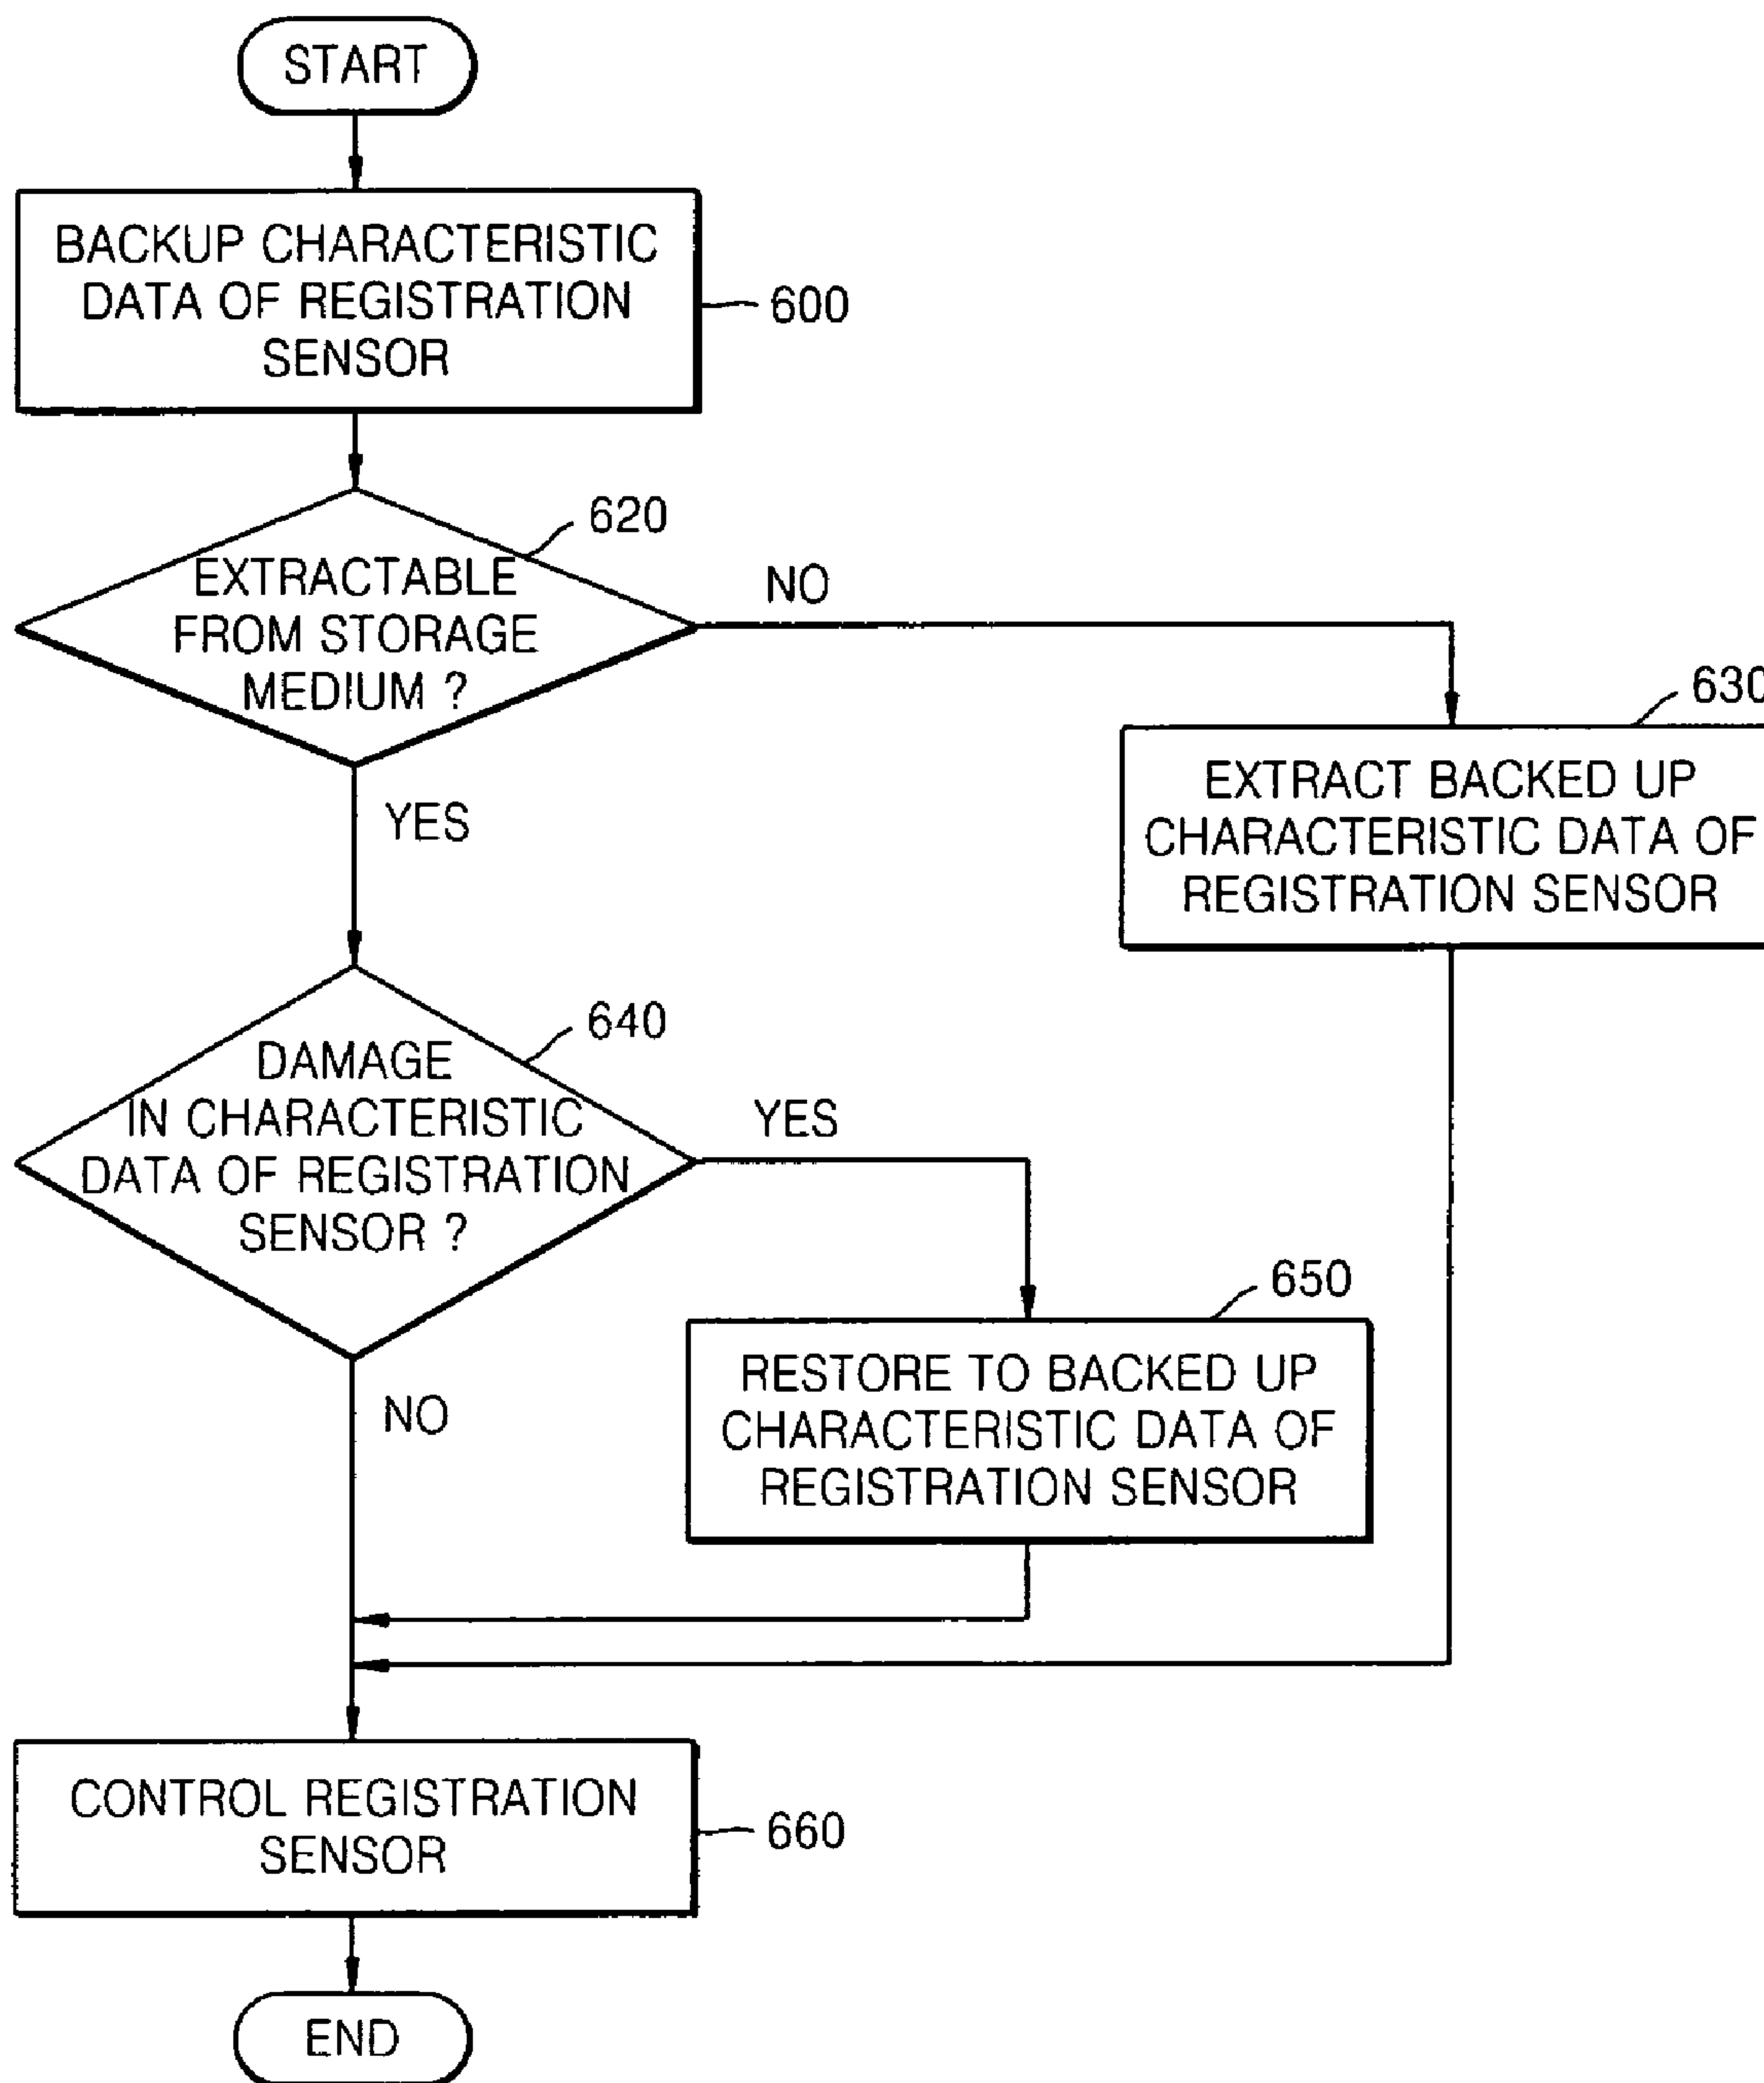 START
BACKUP CHARACTERISTIC
DATA OF REGISTRATION
SENSOR
600
620
EXTRACTABLE
FROM STORAGE
MEDIUM ?
NO
YES
630
EXTRACT BACKED UP
CHARACTERISTIC DATA OF
REGISTRATION SENSOR
640
DAMAGE
IN CHARACTERISTIC
DATA OF REGISTRATION
SENSOR ?
YES
NO
650
RESTORE TO BACKED UP
CHARACTERISTIC DATA OF
REGISTRATION SENSOR
CONTROL REGISTRATION
SENSOR
660
END